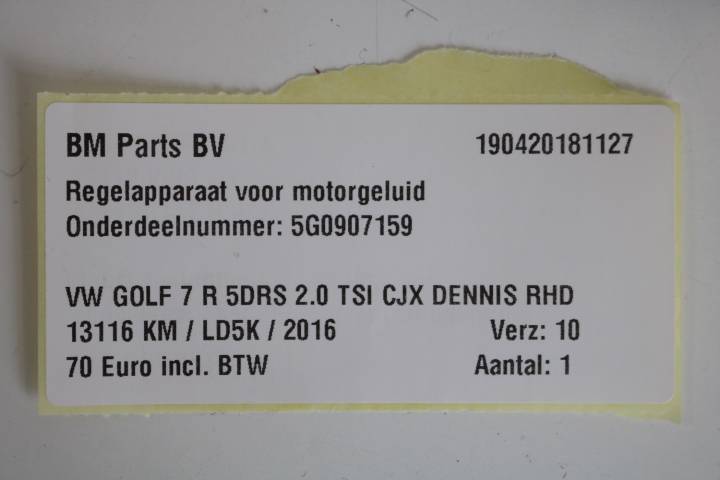 BM Parts BV 190420181127
Regelapparaat voor motorgeluid
Onderdeelnummer: 5G0907159
VW GOLF 7 R 5DRS 2.0 TSI CJX DENNIS RHD
13116 KM / LD5K / 2016 Verz: 10
70 Euro incl. BTW Aantal: 1